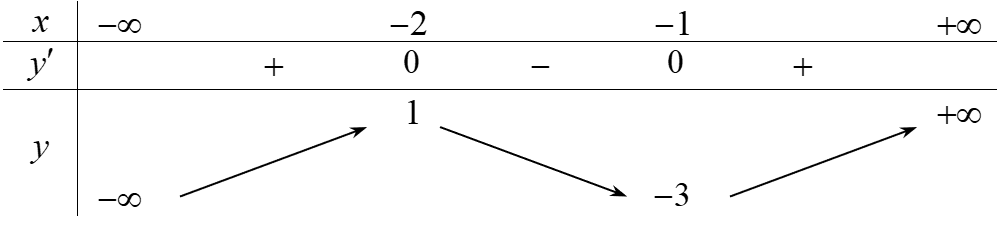 x −∞ −2 −1 +∞
y′ + 0 − 0 +
1 +∞
y
−∞ −3